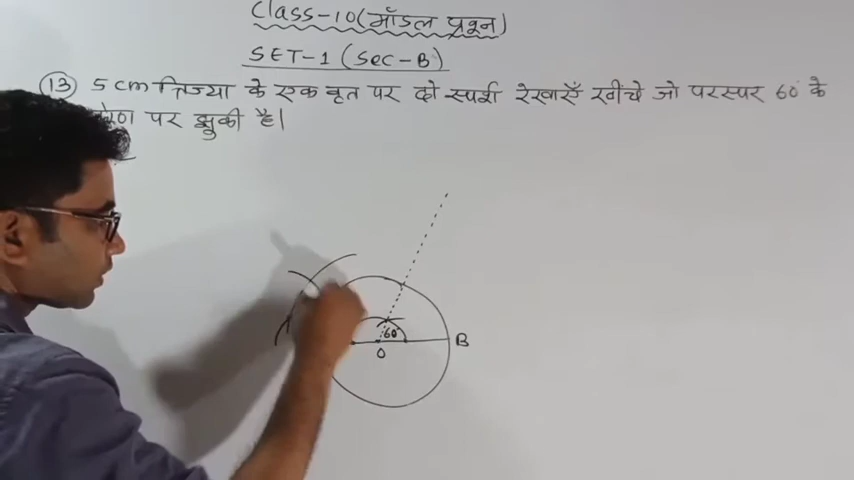 Class-10(मॉडल प्रश्न)
SET-1 (Sec-B)
(13) 5 cm त्रिज्या के एक वृत पर दो स्पर्श रेखाएँ खींचे जो परस्पर 60° के
पर झुकी है।
60°
B
O